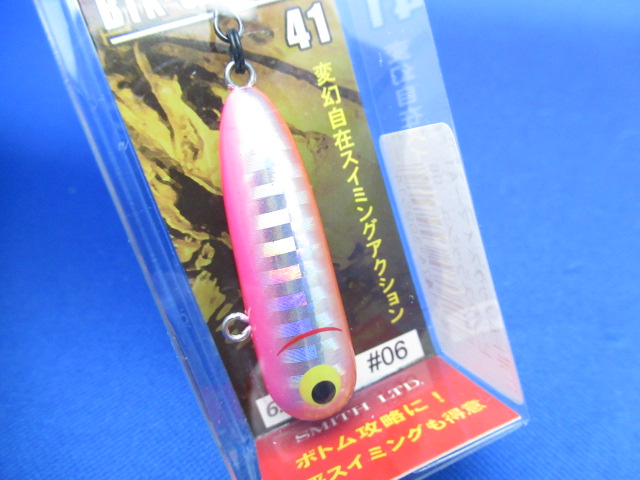 41
変幻自在スイミングアクション
#06
SMITH LTD.
ボトム攻略に!
スイミングも得意